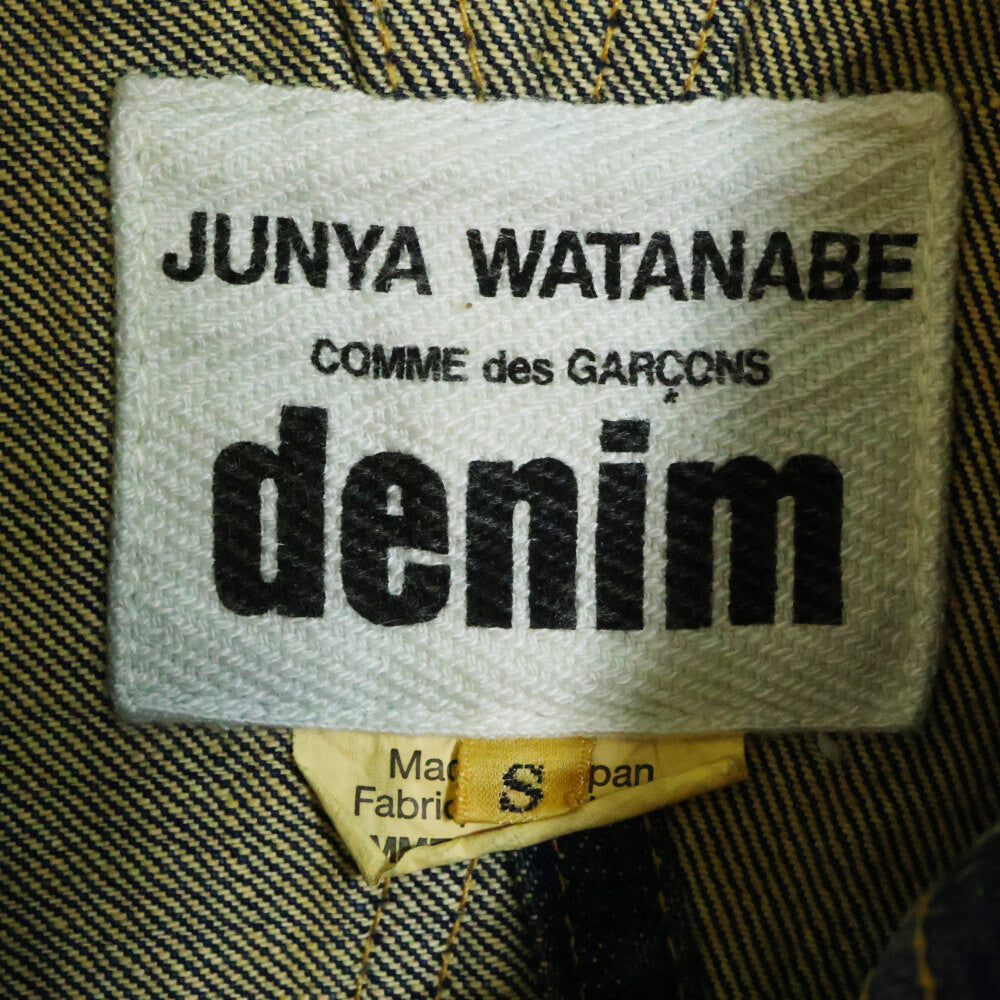 JUNYA WATANABE
COMME des GARÇONS
denim
S